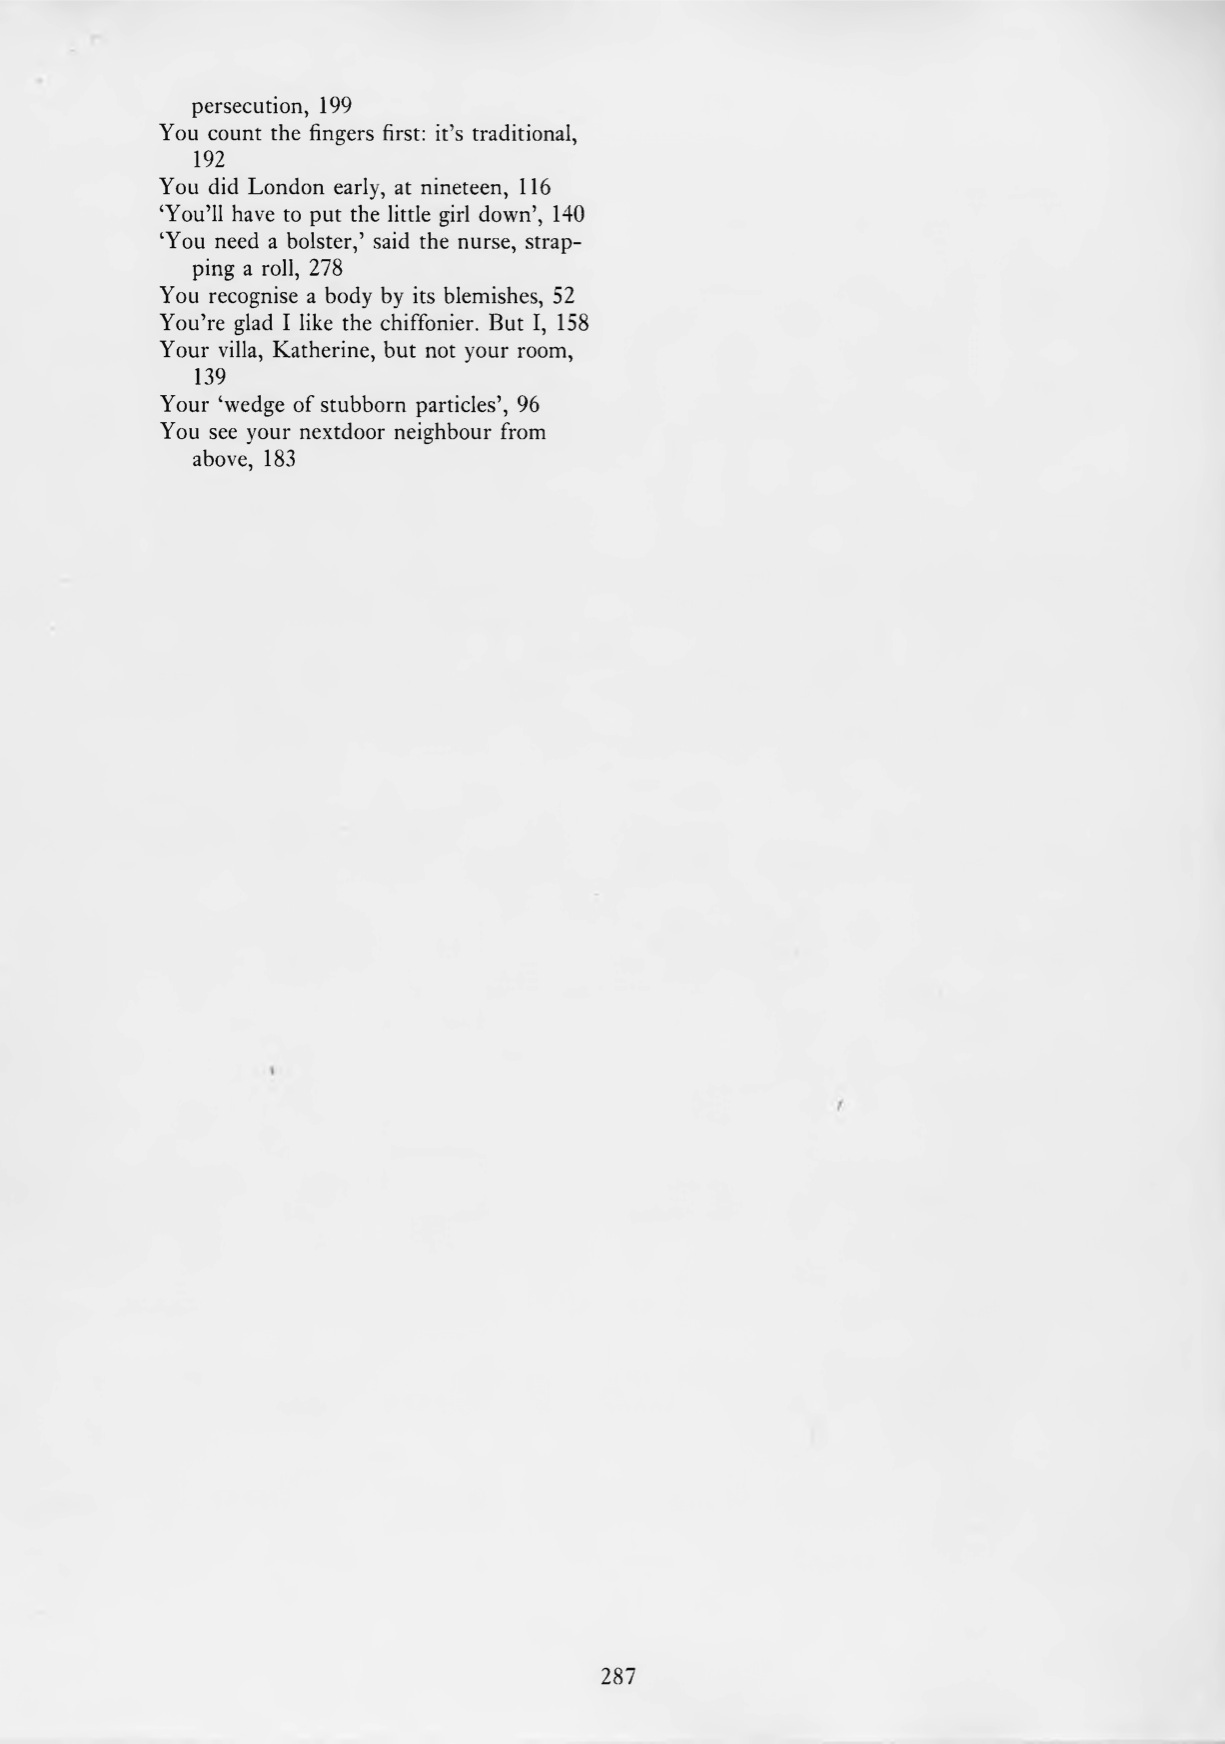 persecution, 199
You count the fingers first: it’s traditional,
192
You did London early, at nineteen, 116
‘You’ll have to put the little girl down’, 140
‘You need a bolster,’ said the nurse, strap-
ping a roll, 278
You recognise a body by its blemishes, 52
You’re glad I like the chiffonier. But I, 158
Your villa, Katherine, but not your room,
139
Your ‘wedge of stubborn particles’, 96
You see your nextdoor neighbour from
above, 183
287